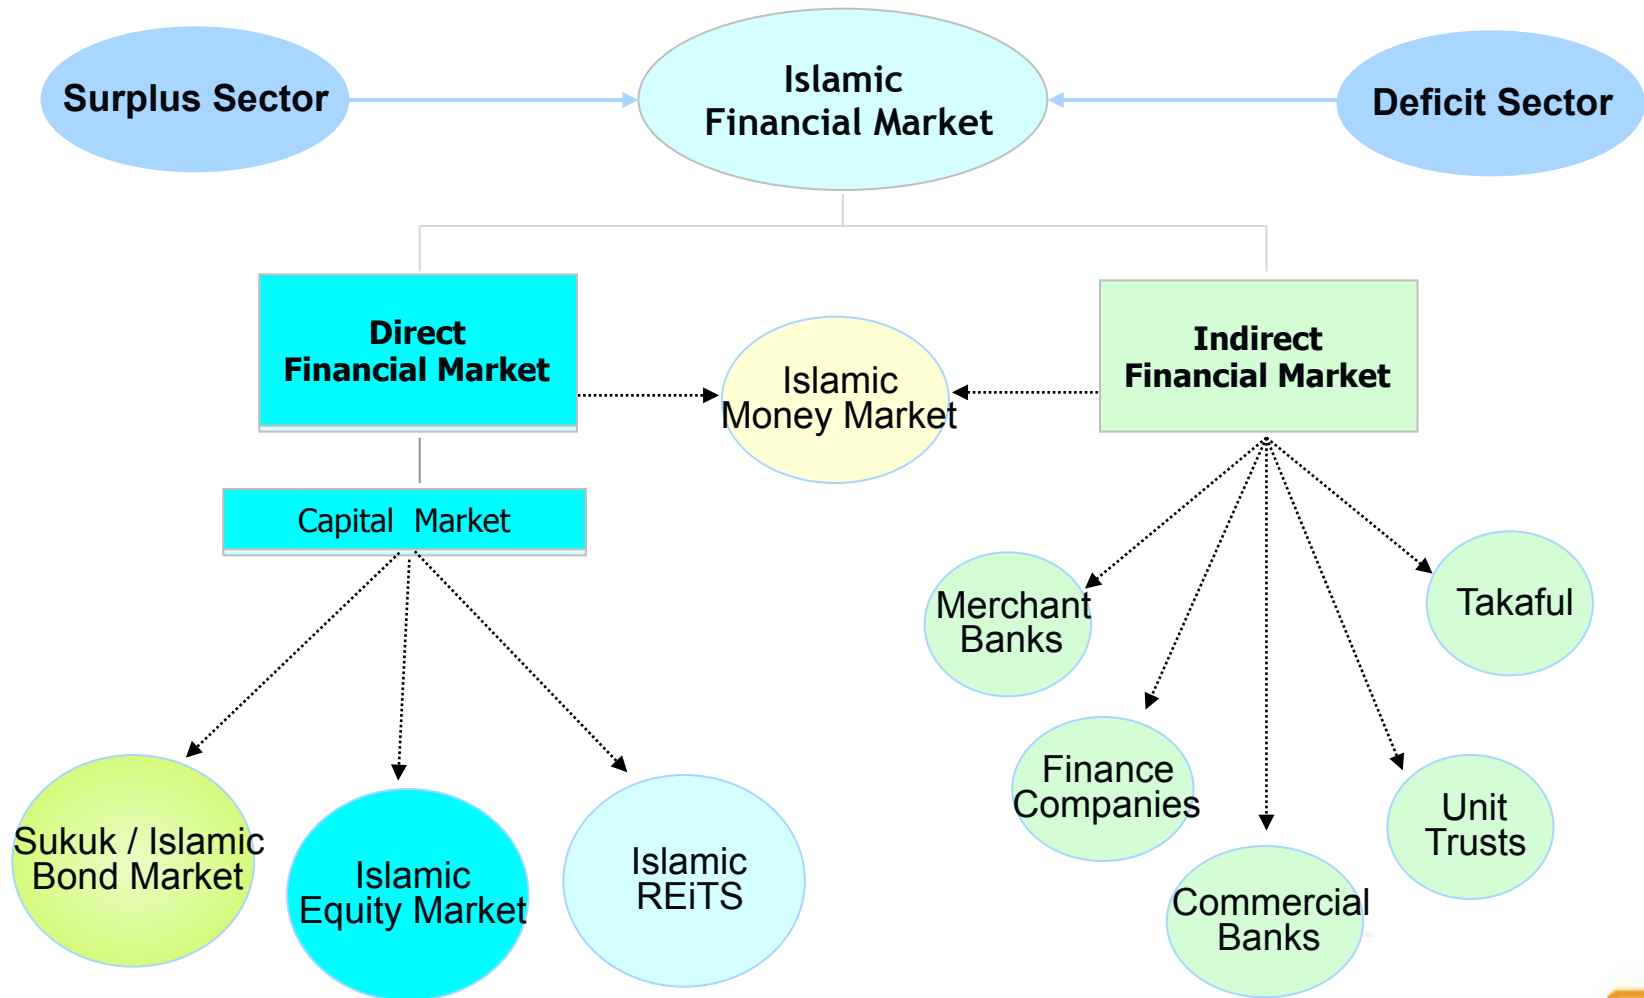 Surplus Sector
Islamic
Financial Market
Deficit Sector
Direct
Financial Market
Islamic
Money Market
Indirect
Financial Market
Capital Market
Merchant
Banks
Takaful
Finance
Companies
Unit
Trusts
Sukuk / Islamic
Bond Market
Islamic
Equity Market
Islamic
REiTS
Commercial
Banks